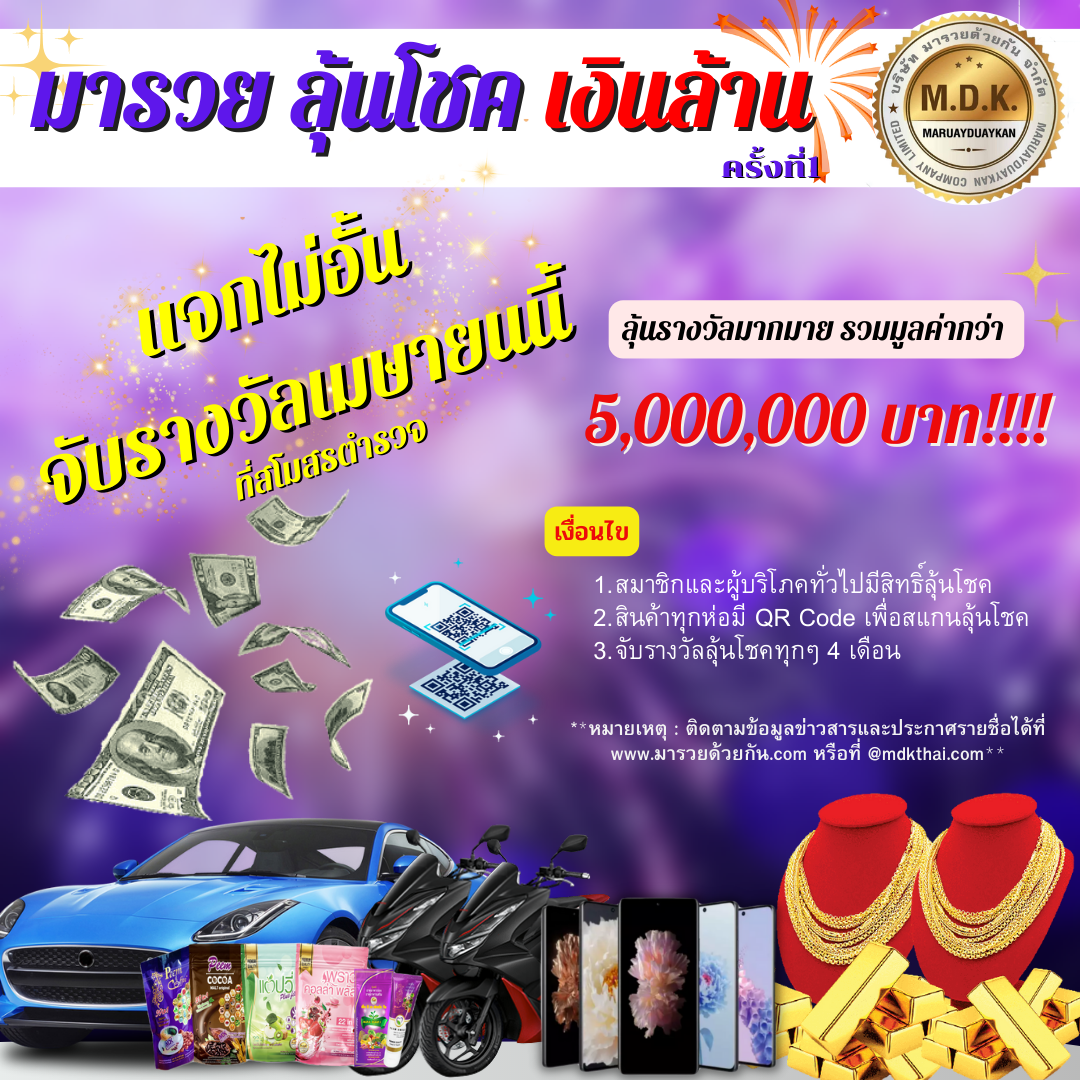 มารวย ลุ้นโชค เงินล้าน
ครั้งที่1
บริษัท มารวยด้วยกัน จำกัด
M.D.K.
MARUAYDUAYKAN
MARUAYDUAYKAN COMPANY LIMITED
แจกไม่อั้น
จับรางวัลเมษายนนี้
ที่สโมสรตำรวจ
ลุ้นรางวัลมากมาย รวมมูลค่ากว่า
5,000,000 บาท!!!!
เงื่อนไข
1.สมาชิกและผู้บริโภคทั่วไปมีสิทธิ์ลุ้นโชค
2.สินค้าทุกห่อมี QR Code เพื่อสแกนลุ้นโชค
3.จับรางวัลลุ้นโชคทุกๆ 4 เดือน
**หมายเหตุ : ติดตามข้อมูลข่าวสารและประกาศรายชื่อได้ที่
www.มารวยด้วยกัน.com หรือที่ @mdkthai.com**
Peem
COCOA